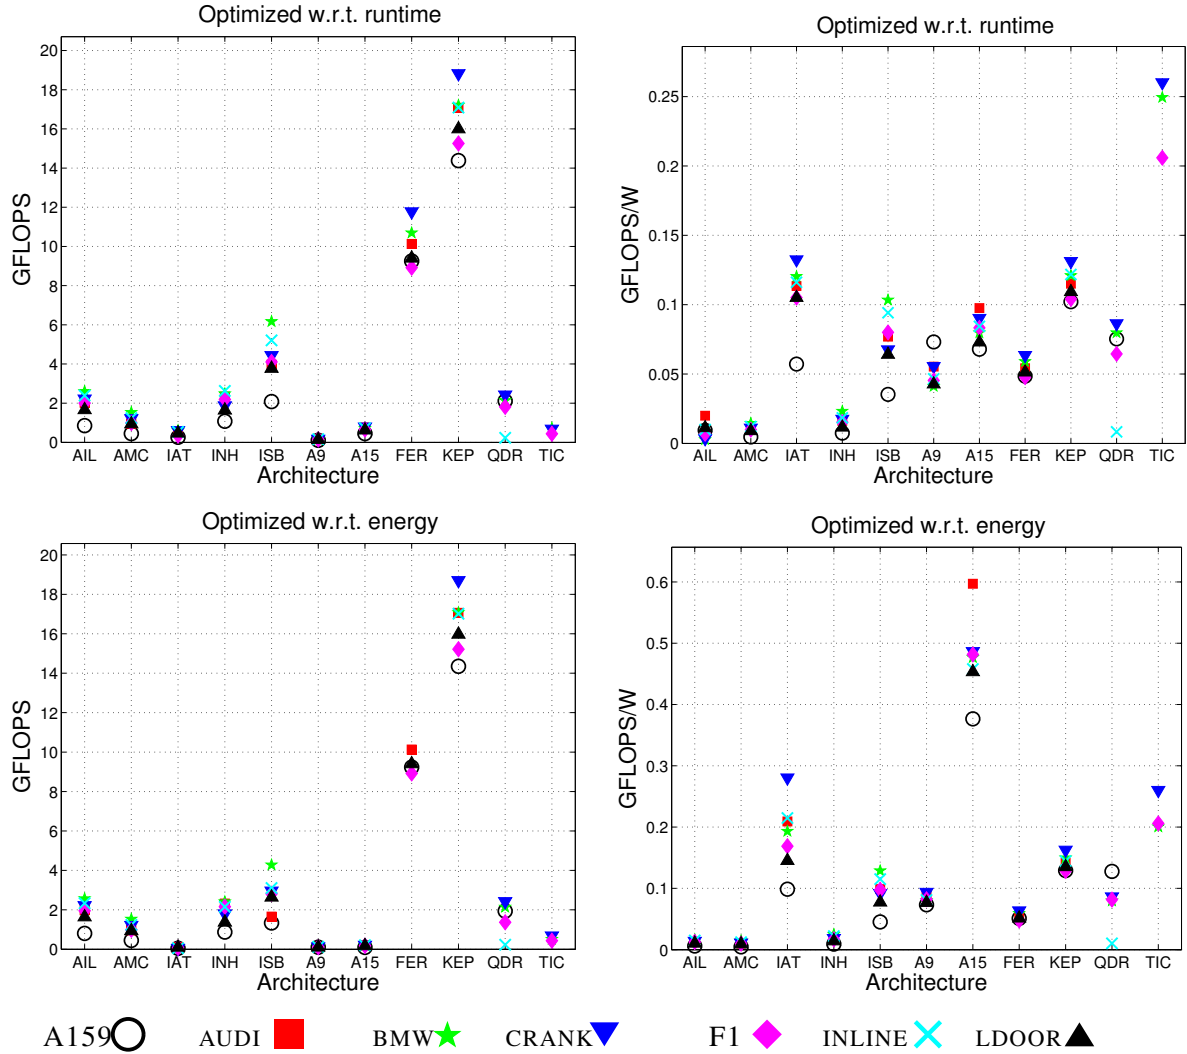 Optimized w.r.t. runtime
20
18
16
14
12
10
8
6
4
2
0
GFLOPS
AIL AMC IAT INH ISB A9 A15 FER KEP QDR TIC
Architecture
Optimized w.r.t. runtime
0.25
0.2
0.15
0.1
0.05
0
GFLOPS/W
AIL AMC IAT INH ISB A9 A15 FER KEP QDR TIC
Architecture
Optimized w.r.t. energy
20
18
16
14
12
10
8
6
4
2
0
GFLOPS
AIL AMC IAT INH ISB A9 A15 FER KEP QDR TIC
Architecture
Optimized w.r.t. energy
0.6
0.5
0.4
0.3
0.2
0.1
0
GFLOPS/W
AIL AMC IAT INH ISB A9 A15 FER KEP QDR TIC
Architecture
A159 AUDI BMW CRANK F1 INLINE LDOOR